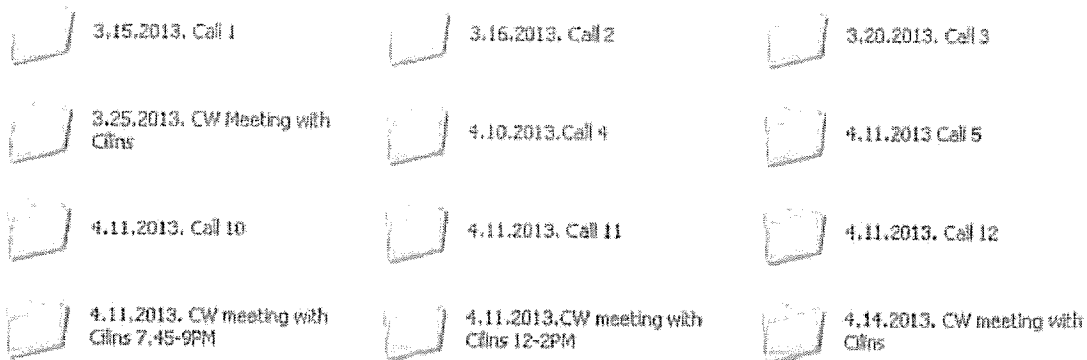 3.15.2013. Call 1
3.16.2013. Call 2
3.20.2013. Call 3
3.25.2013. CW Meeting with
Cilins
4.10.2013.Call 4
4.11.2013 Call 5
4.11.2013. Call 10
4.11.2013. Call 11
4.11.2013. Call 12
4.11.2013. CW meeting with
Cilins 7.45-9PM
4.11.2013.CW meeting with
Cilins 12-2PM
4.14.2013. CW meeting with
Cilins